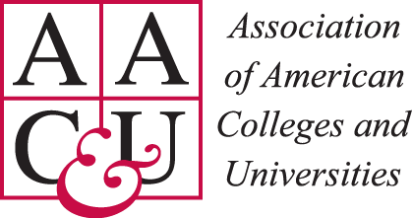 A A
C & U
Association
of American
Colleges and
Universities